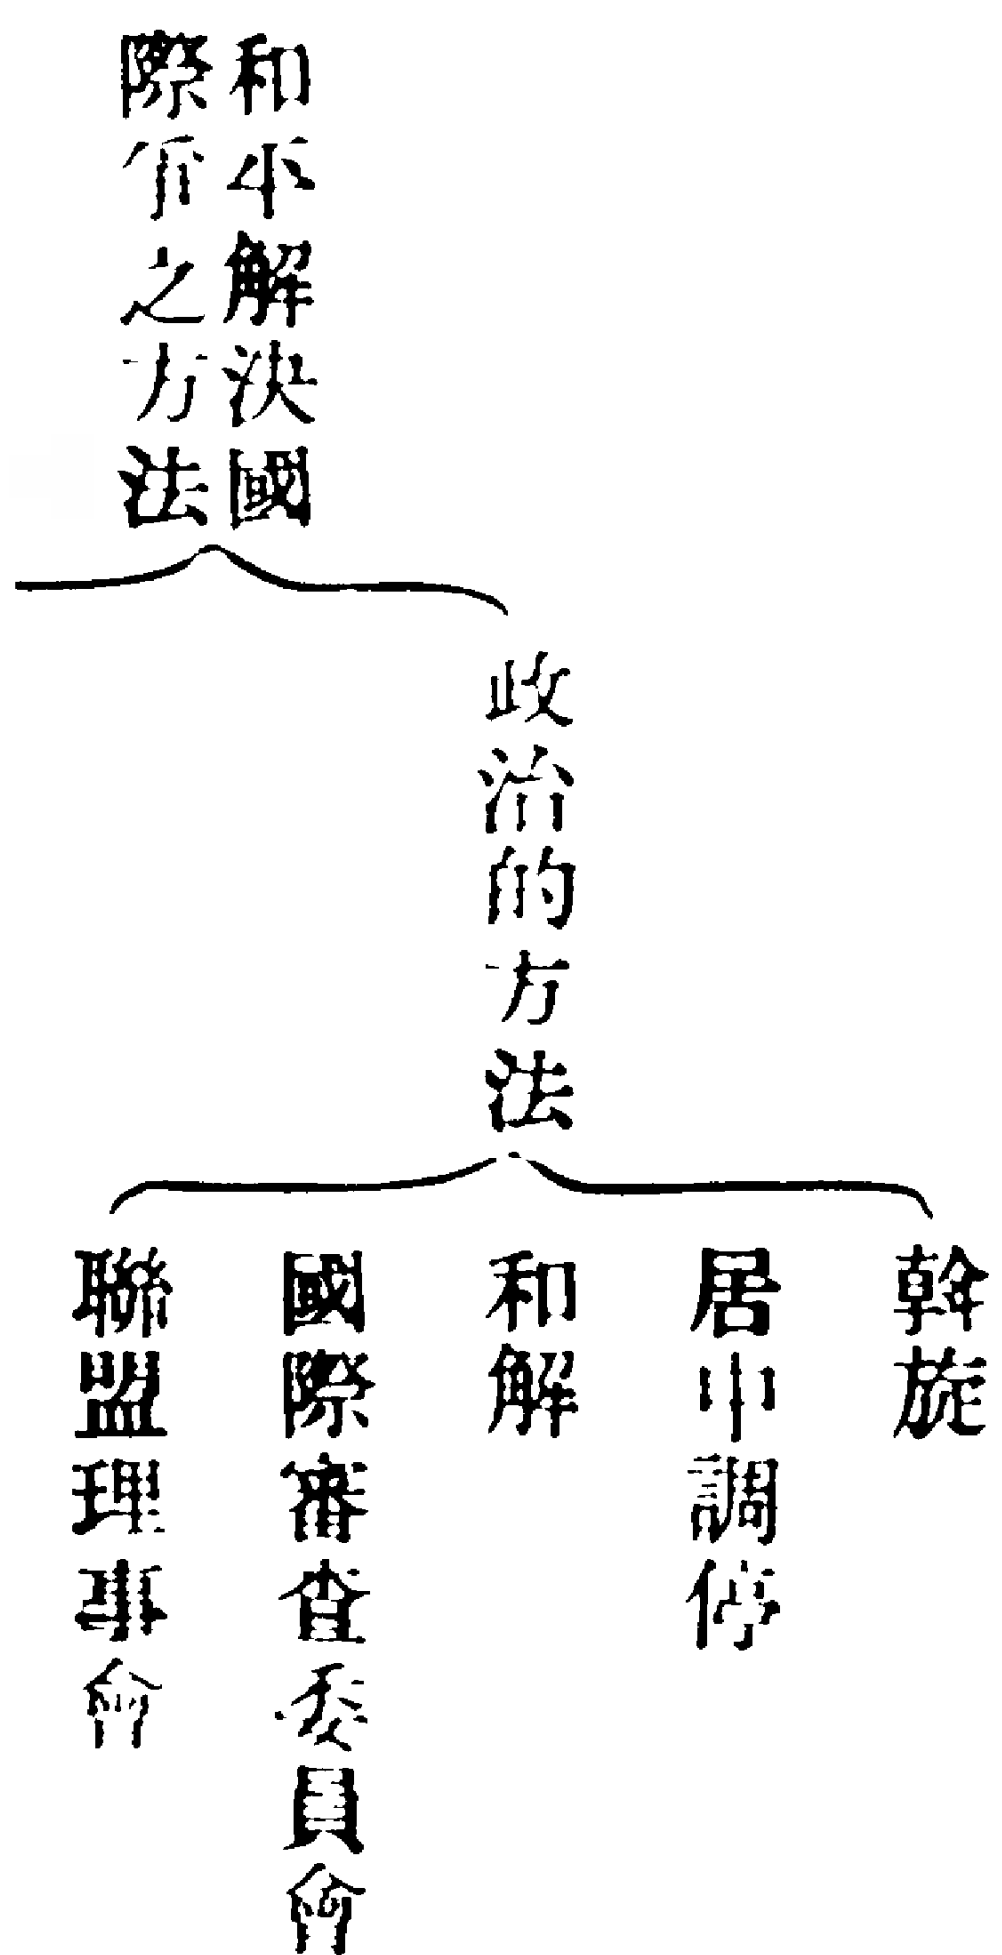 和平解決國
際爭之方法
政治的方法
斡旋
居中調停
和解
國際審查委員會
聯盟理事會